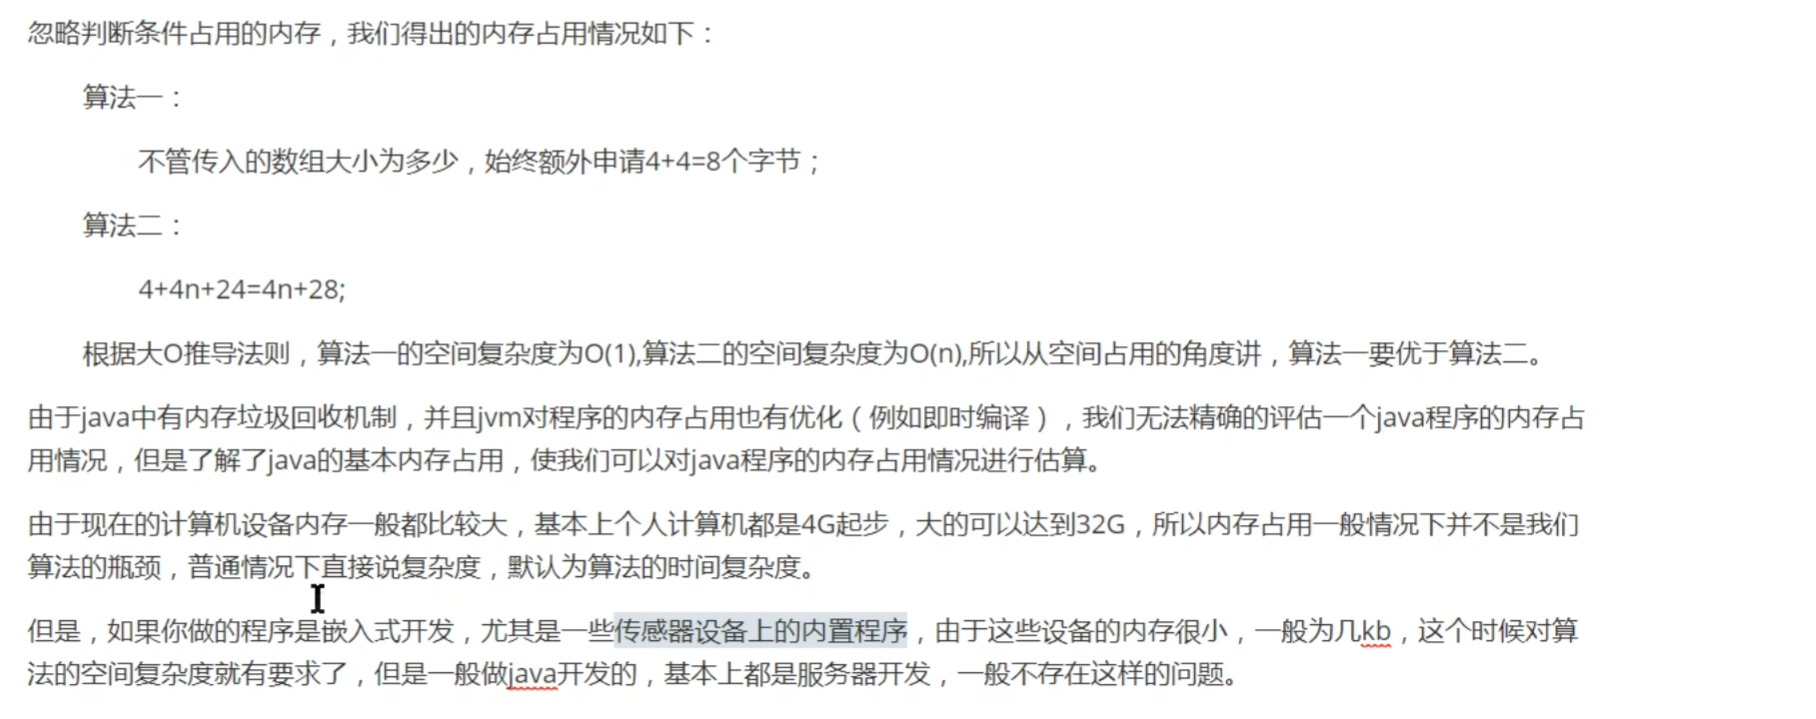 忽略判断条件占用的内存，我们得出的内存占用情况如下：
算法一：
不管传入的数组大小为多少，始终额外申请4+4=8个字节；
算法二：
4+4n+24=4n+28;
根据大O推导法则，算法一的空间复杂度为O(1),算法二的空间复杂度为O(n),所以从空间占用的角度讲，算法一要优于算法二。
由于java中有内存垃圾回收机制，并且jvm对程序的内存占用也有优化（例如即时编译），我们无法精确的评估一个java程序的内存占
用情况，但是了解了java的基本内存占用，使我们可以对java程序的内存占用情况进行估算。
由于现在的计算机设备内存一般都比较大，基本上个人计算机都是4G起步，大的可以达到32G，所以内存占用一般情况下并不是我们
算法的瓶颈，普通情况下直接说复杂度，默认为算法的时间复杂度。
但是，如果你做的程序是嵌入式开发，尤其是一些传感器设备上的内置程序，由于这些设备的内存很小，一般为几kb，这个时候对算
法的空间复杂度就有要求了，但是一般做java开发的，基本上都是服务器开发，一般不存在这样的问题。